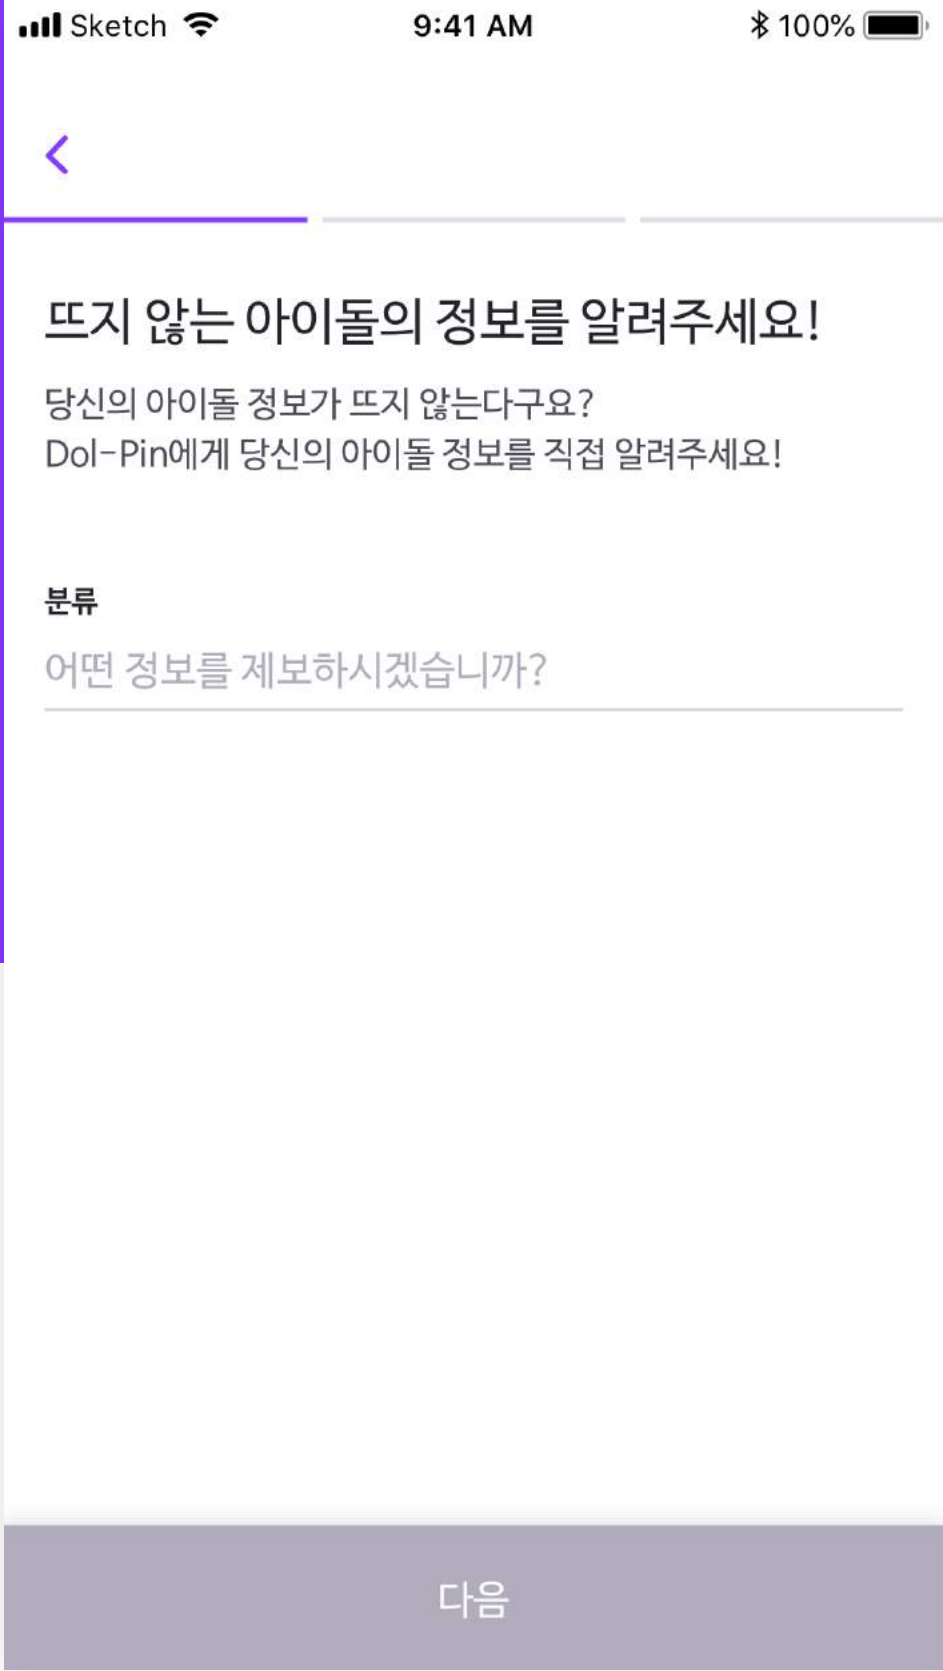 Sketch 9:41 AM 100%
뜨지 않는 아이돌의 정보를 알려주세요!
당신의 아이돌 정보가 뜨지 않는다구요?
Dol-Pin에게 당신의 아이돌 정보를 직접 알려주세요!
분류
어떤 정보를 제보하시겠습니까?
다음